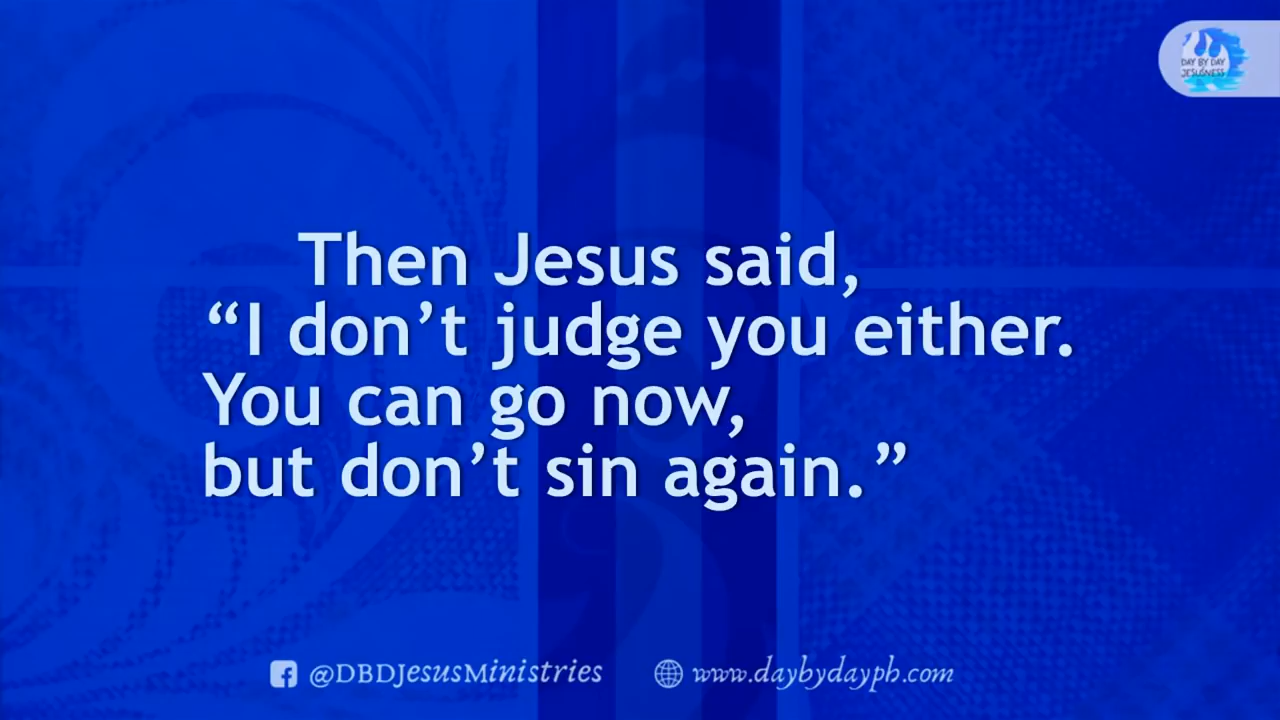 DAY BY DAY
JESUSNESS
Then Jesus said,
“I don’t judge you either.
You can go now,
but don’t sin again.”
@DBDJesusMinistries
www.daybydayph.com